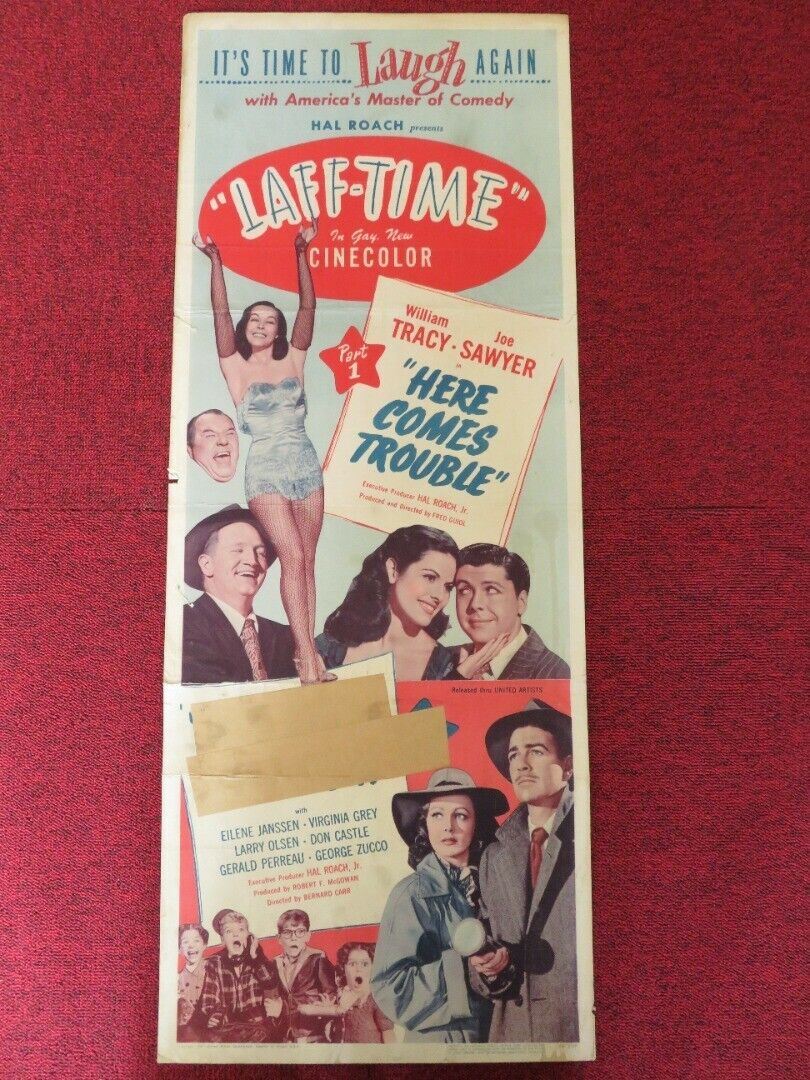 IT'S TIME TO Laugh AGAIN
with America's Master of Comedy
HAL ROACH presents
"LAFF-TIME"
In Gay, New
CINECOLOR
Part
1
William Joe
TRACY · SAWYER
in
"HERE
COMES
TROUBLE"
Executive Producer HAL ROACH, Jr.
Produced and Directed by FRED GUIOL
Released thru UNITED ARTISTS
with
EILENE JANSSEN · VIRGINIA GREY
LARRY OLSEN · DON CASTLE
GERALD PERREAU · GEORGE ZUCCO
Executive Producer HAL ROACH, Jr.
Produced by ROBERT F. McGOWAN
Directed by BERNARD CARR